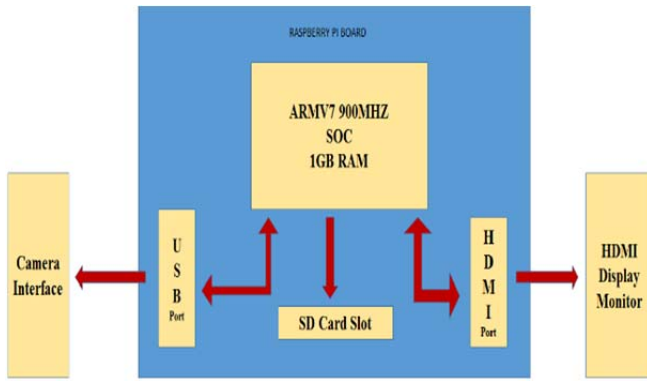 RASPBERRY PI BOARD
ARMV7 900MHZ
SOC
1GB RAM
Camera
Interface
U
S
B
Port
SD Card Slot
H
D
M
I
Port
HDMI
Display
Monitor